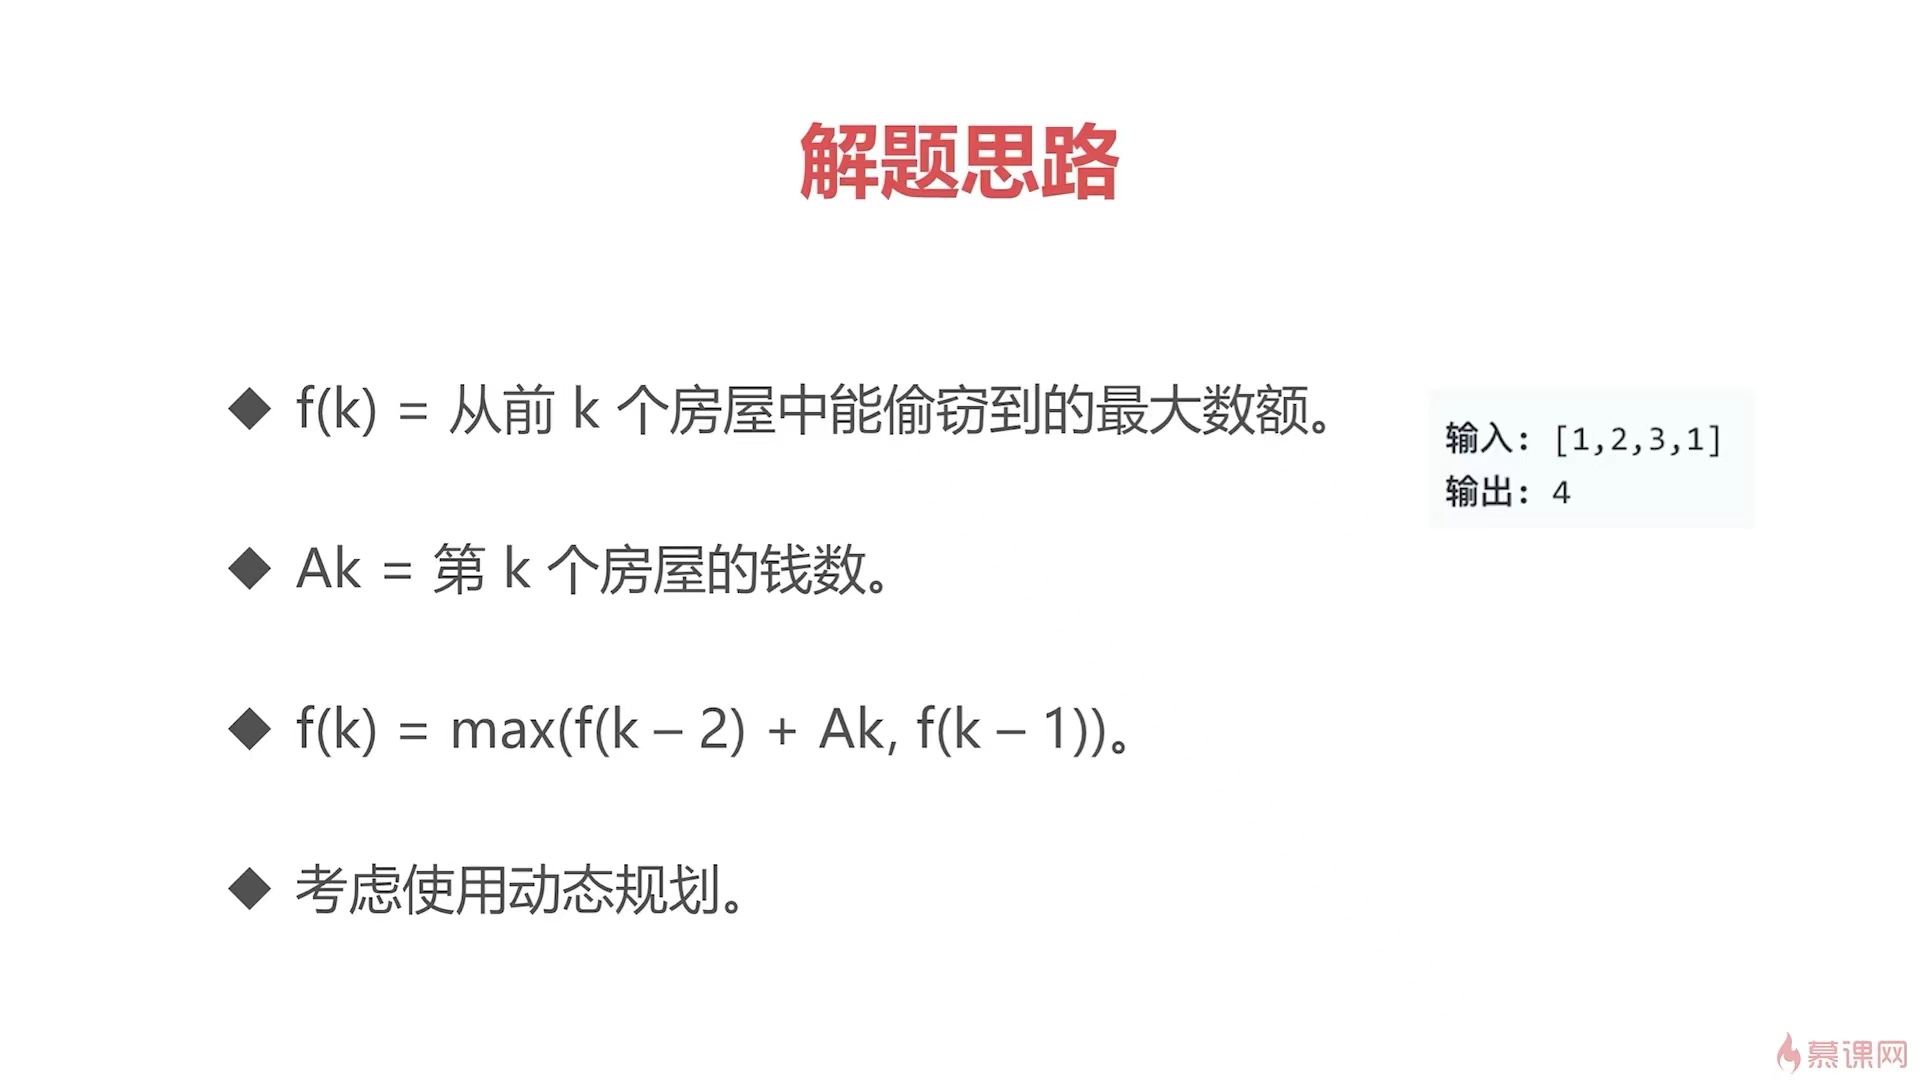 解题思路
◆ f(k) = 从前 k 个房屋中能偷窃到的最大数额。
输入: [1,2,3,1]
输出: 4
◆ Ak = 第 k 个房屋的钱数。
◆ f(k) = max(f(k – 2) + Ak, f(k – 1))。
◆ 考虑使用动态规划。
慕课网